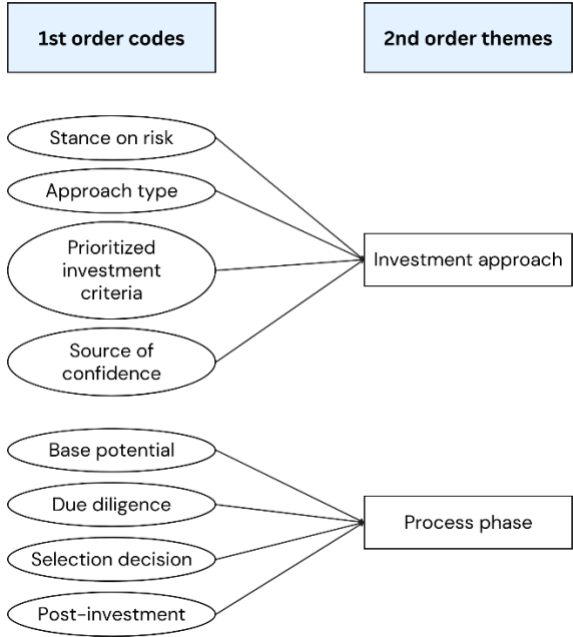 1st order codes
2nd order themes
Stance on risk
Approach type
Prioritized
investment
criteria
Source of
confidence
Investment approach
Base potential
Due diligence
Selection decision
Post-investment
Process phase